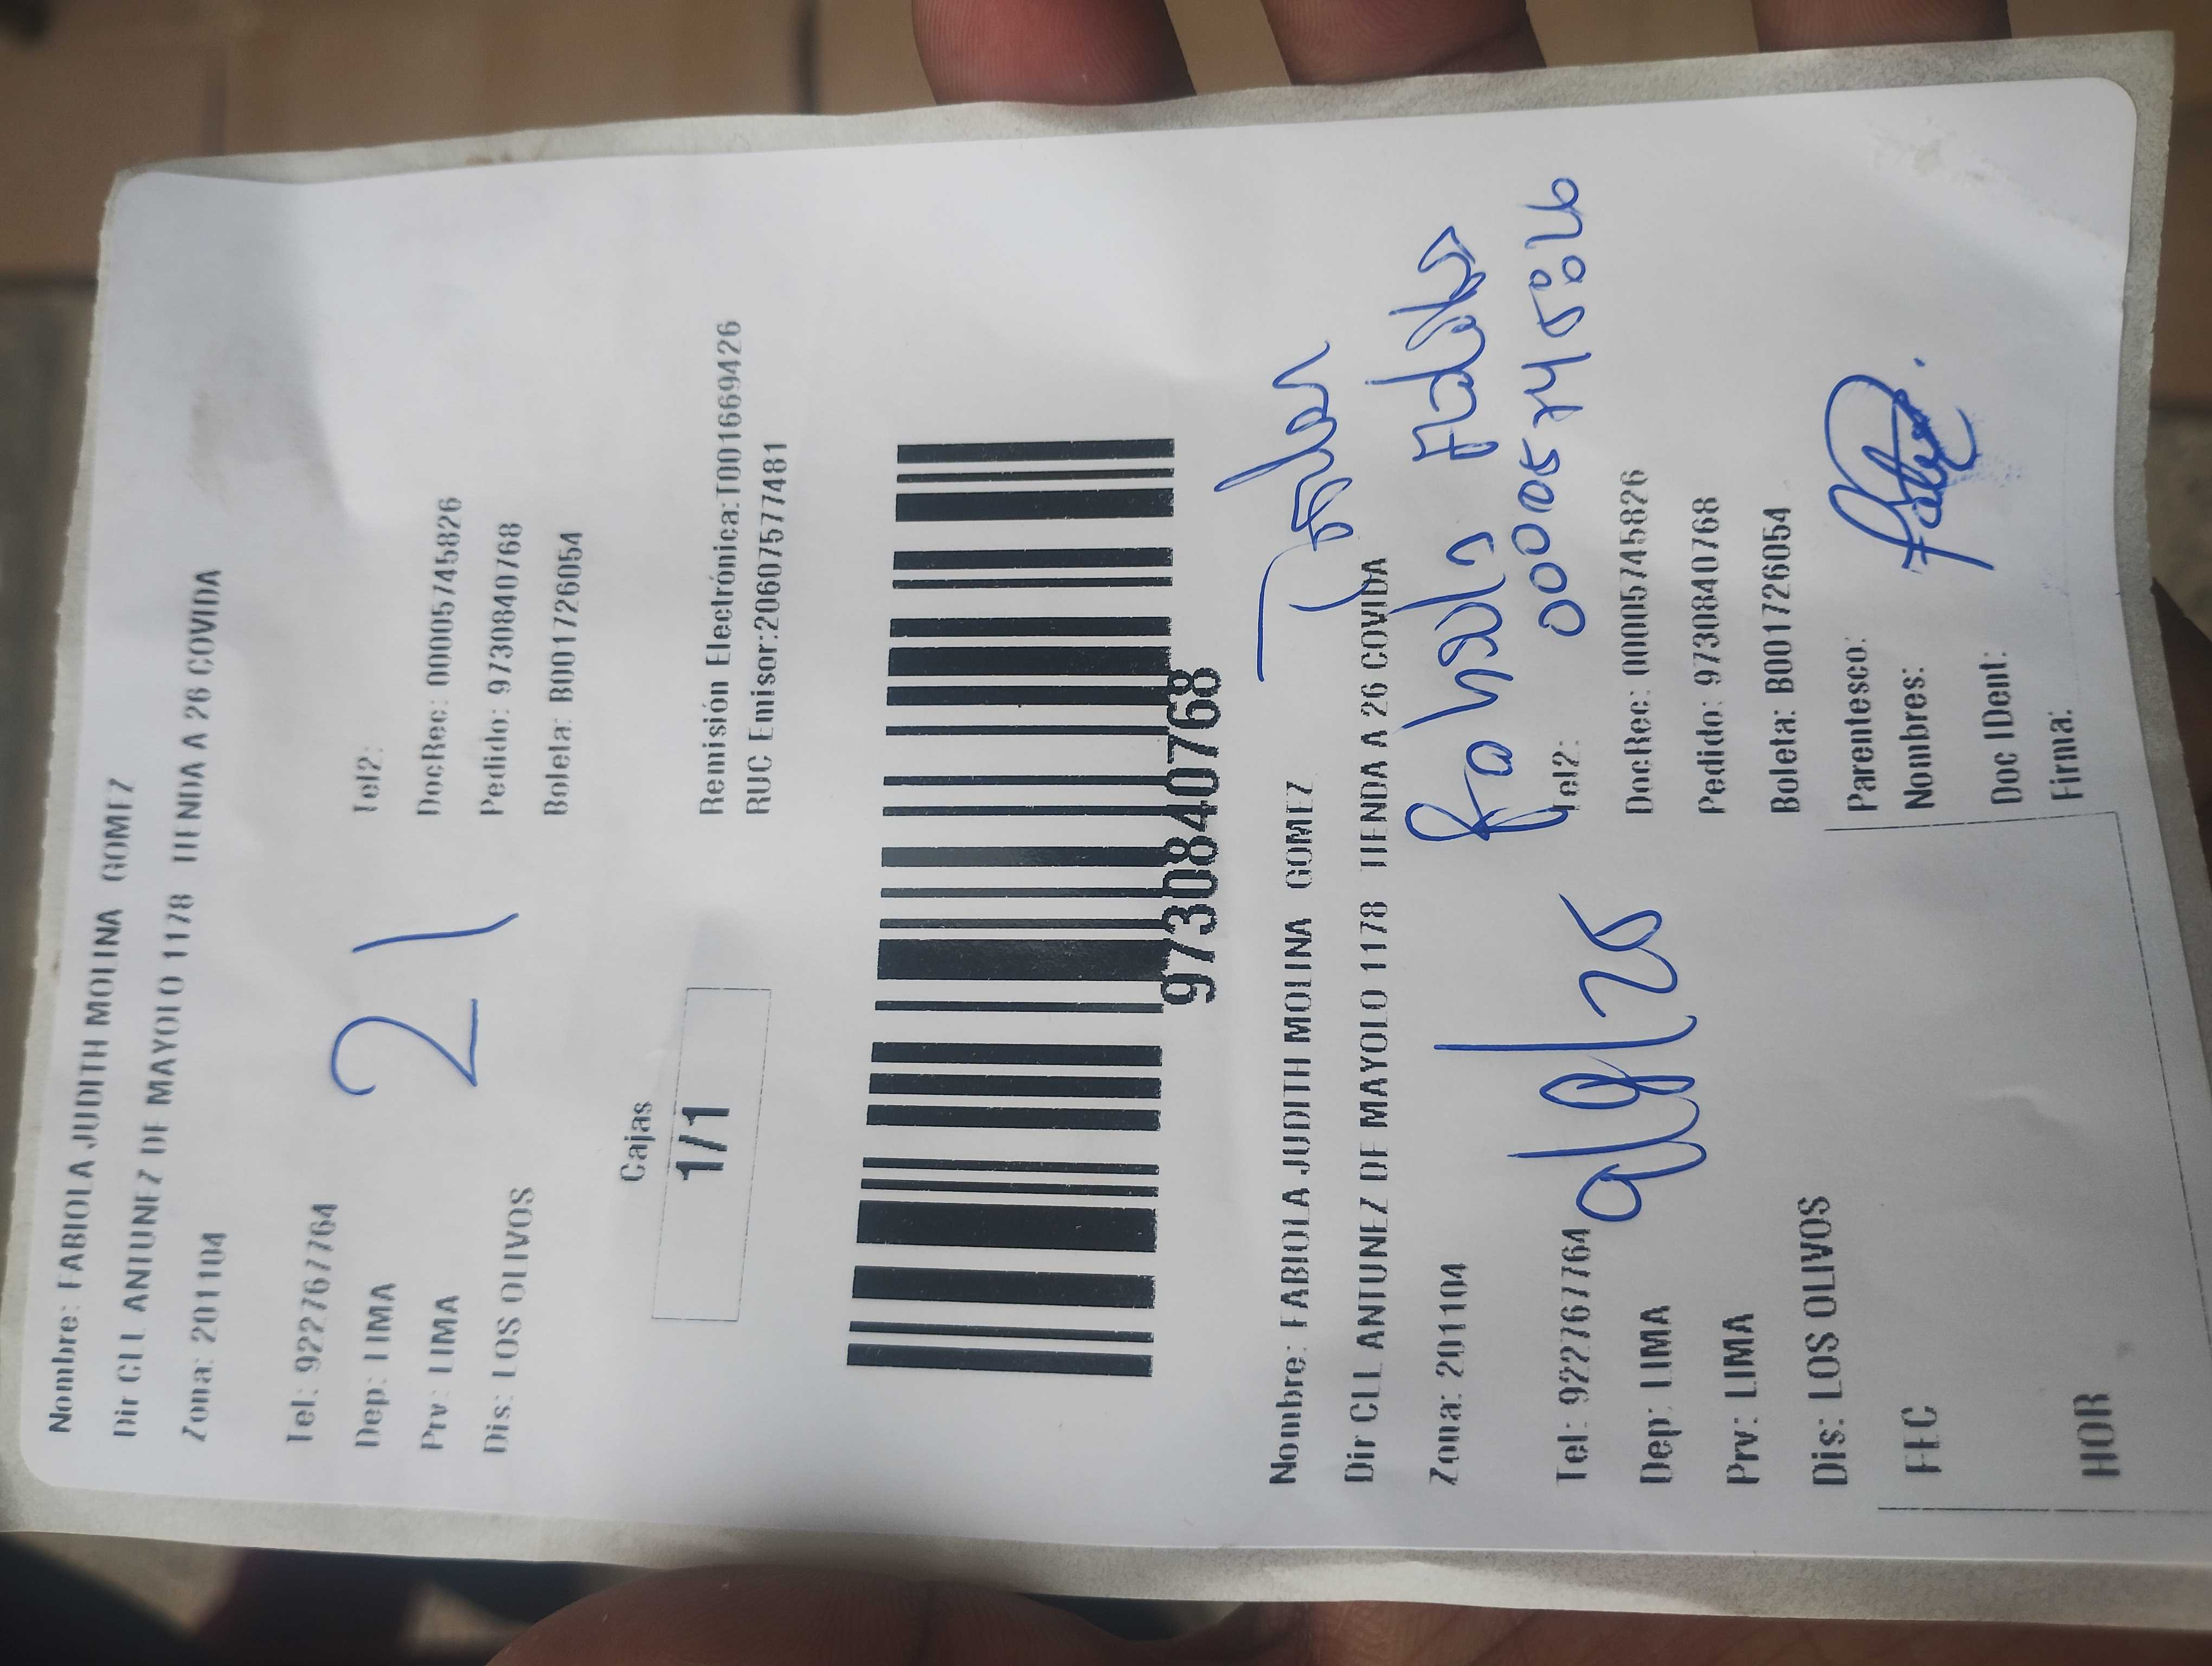 Nombre: FABIOLA JUDITH MOLINA GOMEZ
Dir CLL ANTUNEZ DE MAYOLO 1178 TIENDA A 26 COVIDA
Zona: 201104
Tel: 922767764
Tel2:
Dep: LIMA
DocRec: 00005745826
Prv: LIMA
Pedido: 9730840768
Dis: LOS OLIVOS
Boleta: B001726054
21
Cajas
1/1
Remisión Electrónica:T001669426
RUC Emisor:20607577481
9730840768
Nombre: FABIOLA JUDITH MOLINA GOMEZ
Dir CLL ANTUNEZ DE MAYOLO 1178 TIENDA A 26 COVIDA
Zona: 201104
00005745826
Tel: 922767764
Tel2:
Dep: LIMA
DocRec: 00005745826
Prv: LIMA
Pedido: 9730840768
Dis: LOS OLIVOS
Boleta: B001726054
FEC
Parentesco:
Nombres:
Doc IDent:
HOR
Firma: